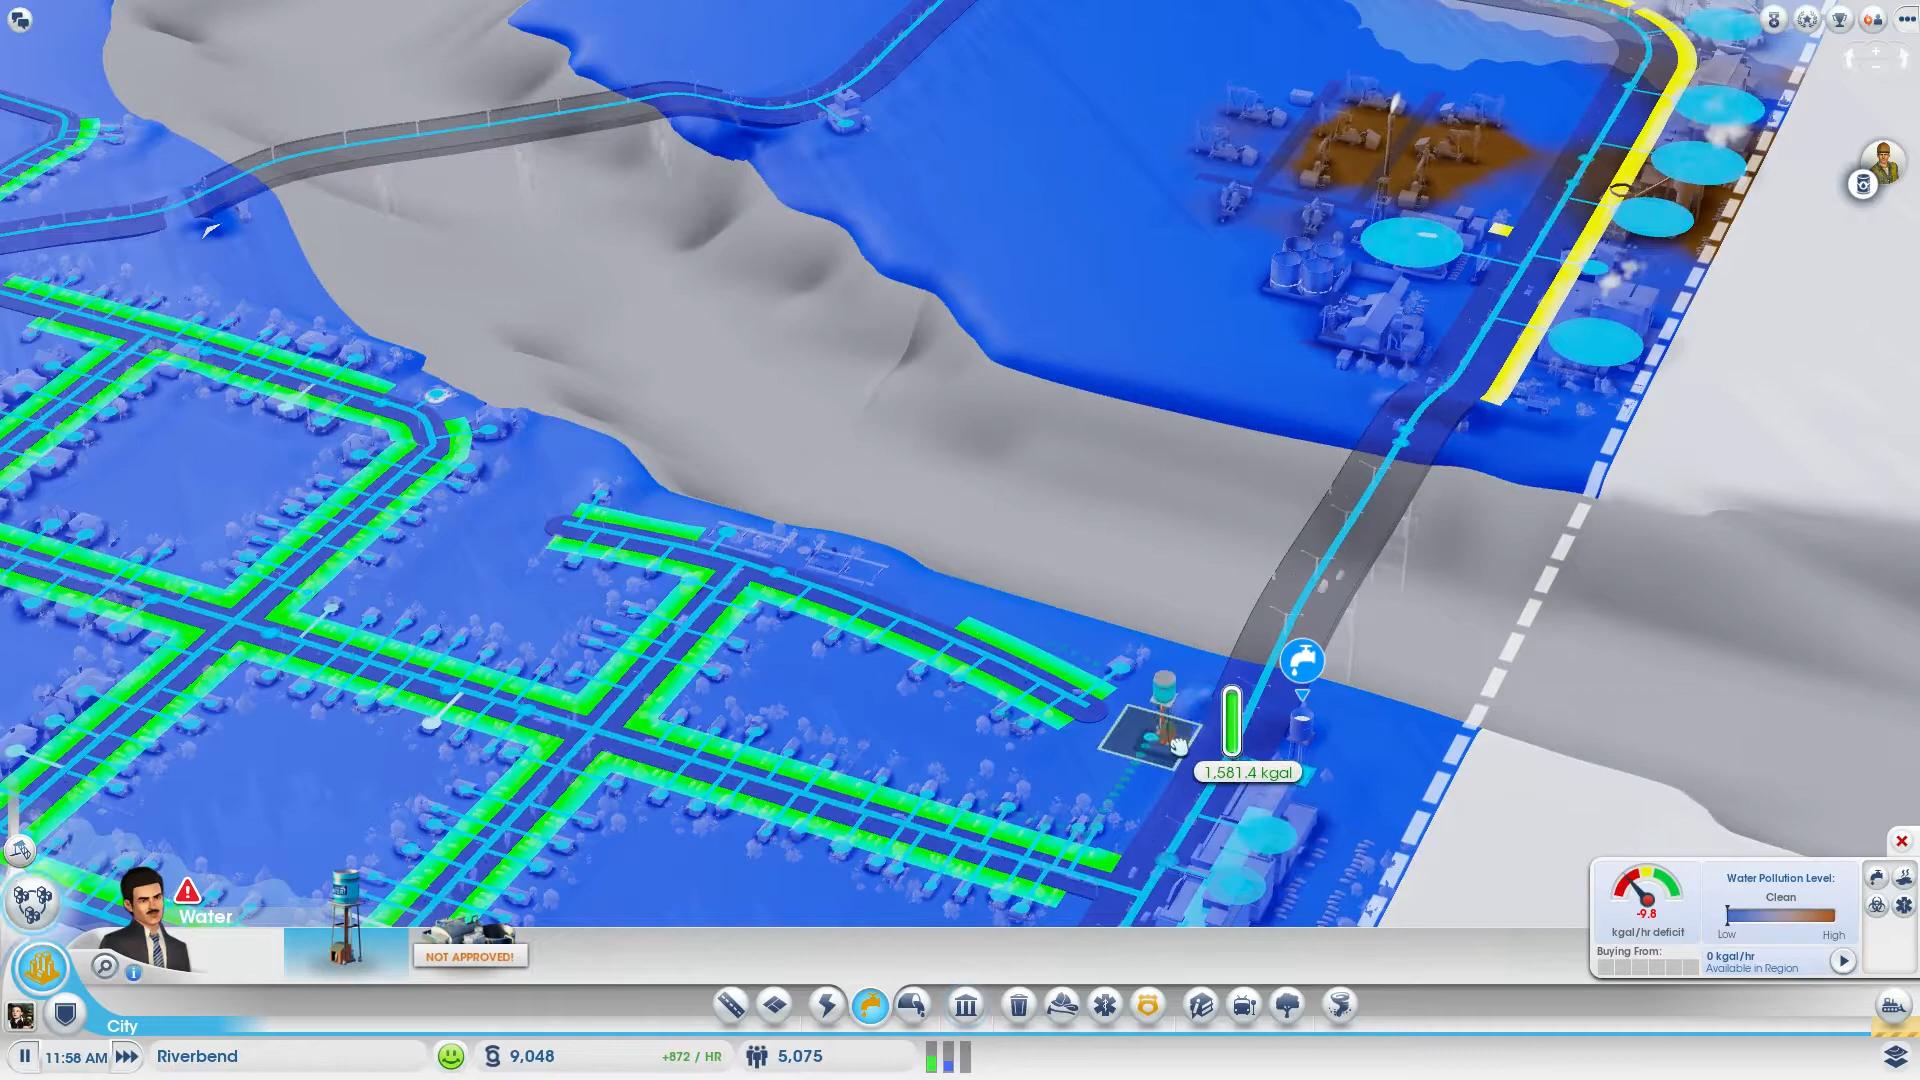 1,581.4 kgal
Water
NOT APPROVED!
-9.8
kgal/hr deficit
Water Pollution Level:
Clean
Low
High
Buying From:
0 kgal/hr
Available in Region
City
11:58 AM
Riverbend
9,048
+872 / HR
5,075